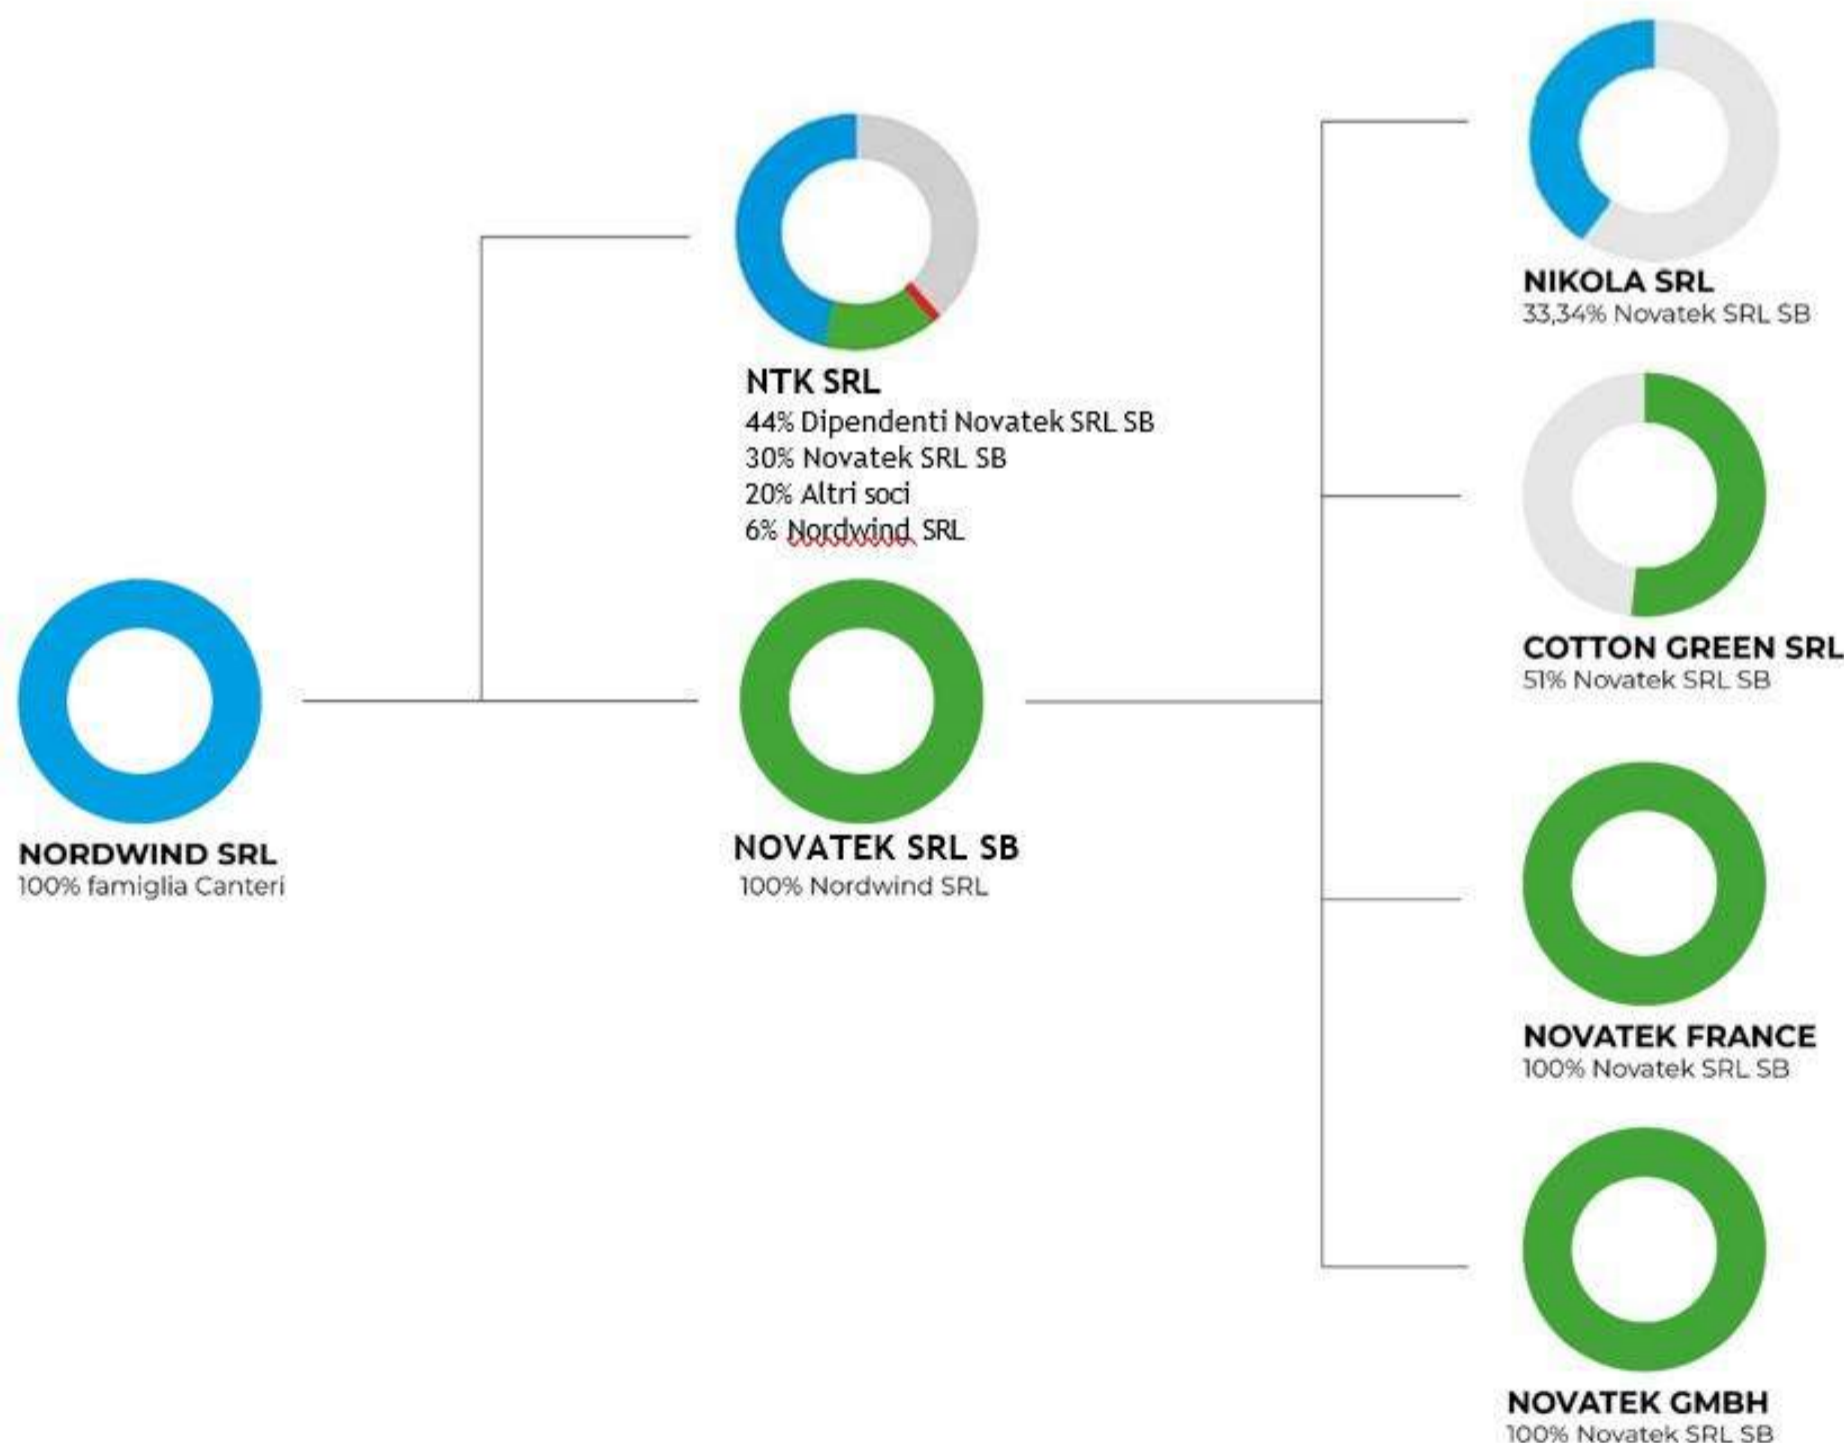 NORDWIND SRL
100% famiglia Canteri
NTK SRL
44% Dipendenti Novatek SRL SB
30% Novatek SRL SB
20% Altri soci
6% Nordwind SRL
NOVATEK SRL SB
100% Nordwind SRL
NIKOLA SRL
33,34% Novatek SRL SB
COTTON GREEN SRL
51% Novatek SRL SB
NOVATEK FRANCE
100% Novatek SRL SB
NOVATEK GMBH
100% Novatek SRL SB